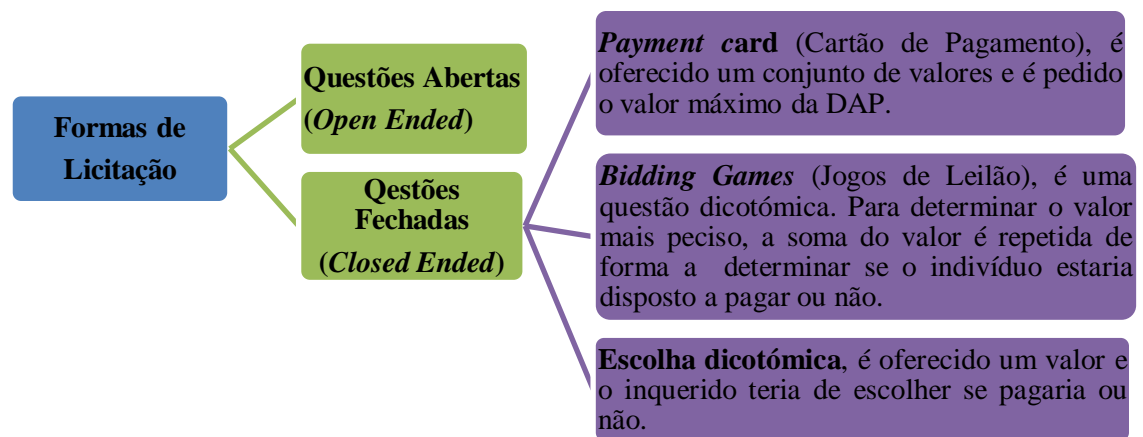 Formas de
Licitação
Questões Abertas
(Open Ended)
Qestões
Fechadas
(Closed Ended)
Payment card (Cartão de Pagamento), é
oferecido um conjunto de valores e é pedido
o valor máximo da DAP.
Bidding Games (Jogos de Leilão), é uma
questão dicotómica. Para determinar o valor
mais peciso, a soma do valor é repetida de
forma a determinar se o indivíduo estaria
disposto a pagar ou não.
Escolha dicotómica, é oferecido um valor e
o inquerido teria de escolher se pagaria ou
não.